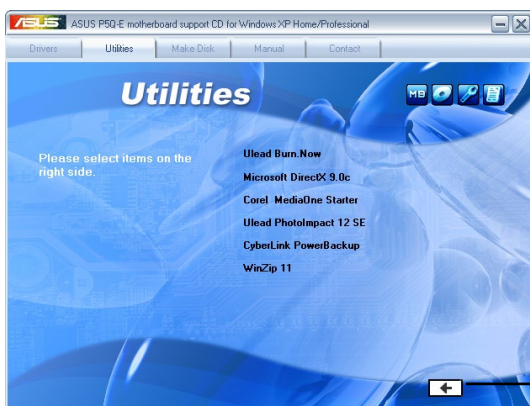 ASUS ASUS P5Q-E motherboard support CD for Windows XP Home/Professional
Drivers Utilities Make Disk Manual Contact
Utilities
MB
Please select items on the
right side.
Ulead Burn.Now
Microsoft DirectX 9.0c
Corel MediaOne Starter
Ulead PhotoImpact 12 SE
CyberLink PowerBackup
WinZip 11